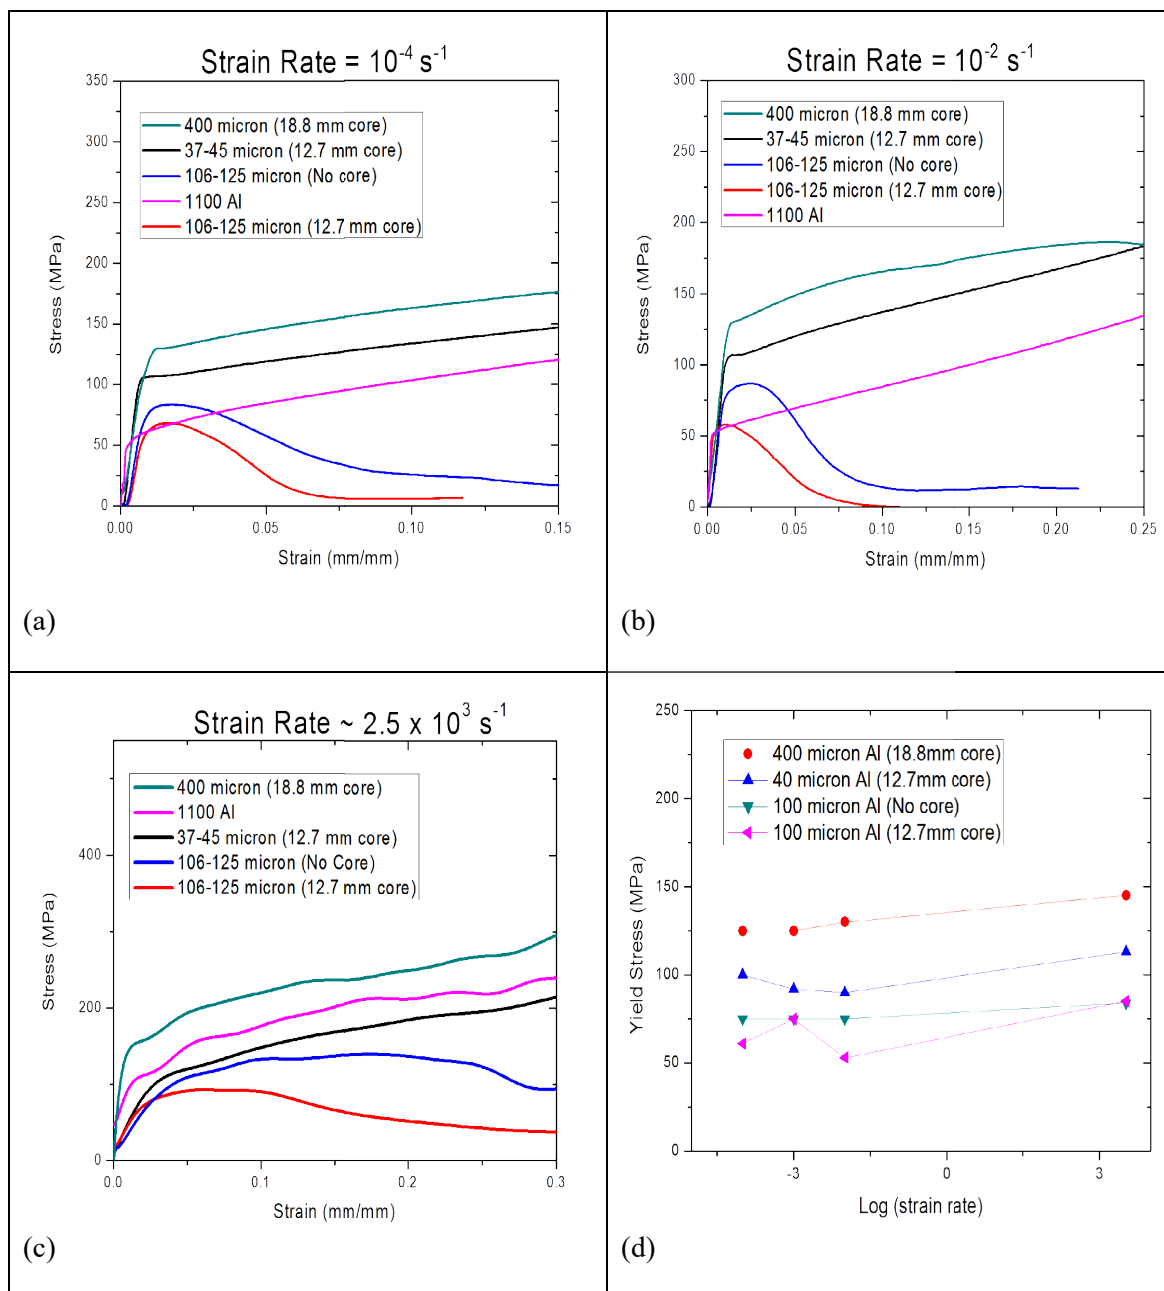 Strain Rate = 10⁻⁴ s⁻¹
400 micron (18.8 mm core)
37-45 micron (12.7 mm core)
106-125 micron (No core)
1100 Al
106-125 micron (12.7 mm core)
350
300
250
200
150
100
50
0
Stress (MPa)
0.00 0.05 0.10 0.15
Strain (mm/mm)
(a)
Strain Rate = 10⁻² s⁻¹
400 micron (18.8 mm core)
37-45 micron (12.7 mm core)
106-125 micron (No core)
106-125 micron (12.7 mm core)
1100 Al
300
250
200
150
100
50
0
Stress (MPa)
0.00 0.05 0.10 0.15 0.20 0.25
Strain (mm/mm)
(b)
Strain Rate ~ 2.5 x 10³ s⁻¹
400 micron (18.8 mm core)
1100 Al
37-45 micron (12.7 mm core)
106-125 micron (No Core)
106-125 micron (12.7 mm core)
400
200
0
Stress (MPa)
0.0 0.1 0.2 0.3
Strain (mm/mm)
(c)
400 micron Al (18.8mm core)
40 micron Al (12.7mm core)
100 micron Al (No core)
100 micron Al (12.7mm core)
250
200
150
100
50
0
Yield Stress (MPa)
-3 0 3
Log (strain rate)
(d)